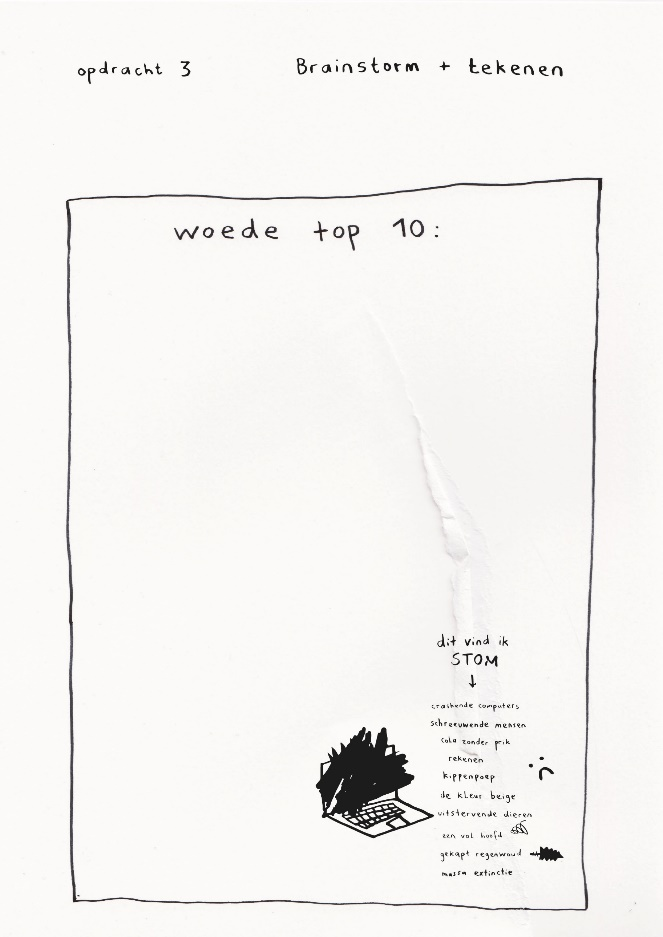 opdracht 3 Brainstorm + tekenen
woede top 10:
dit vind ik
STOM
↓
crashende computers
schreeuwende mensen
cola zonder prik
rekenen
kippenpoep
de kleur beige
uitstervende dieren
een vol hoofd
gekapt regenwoud
massa extinctie